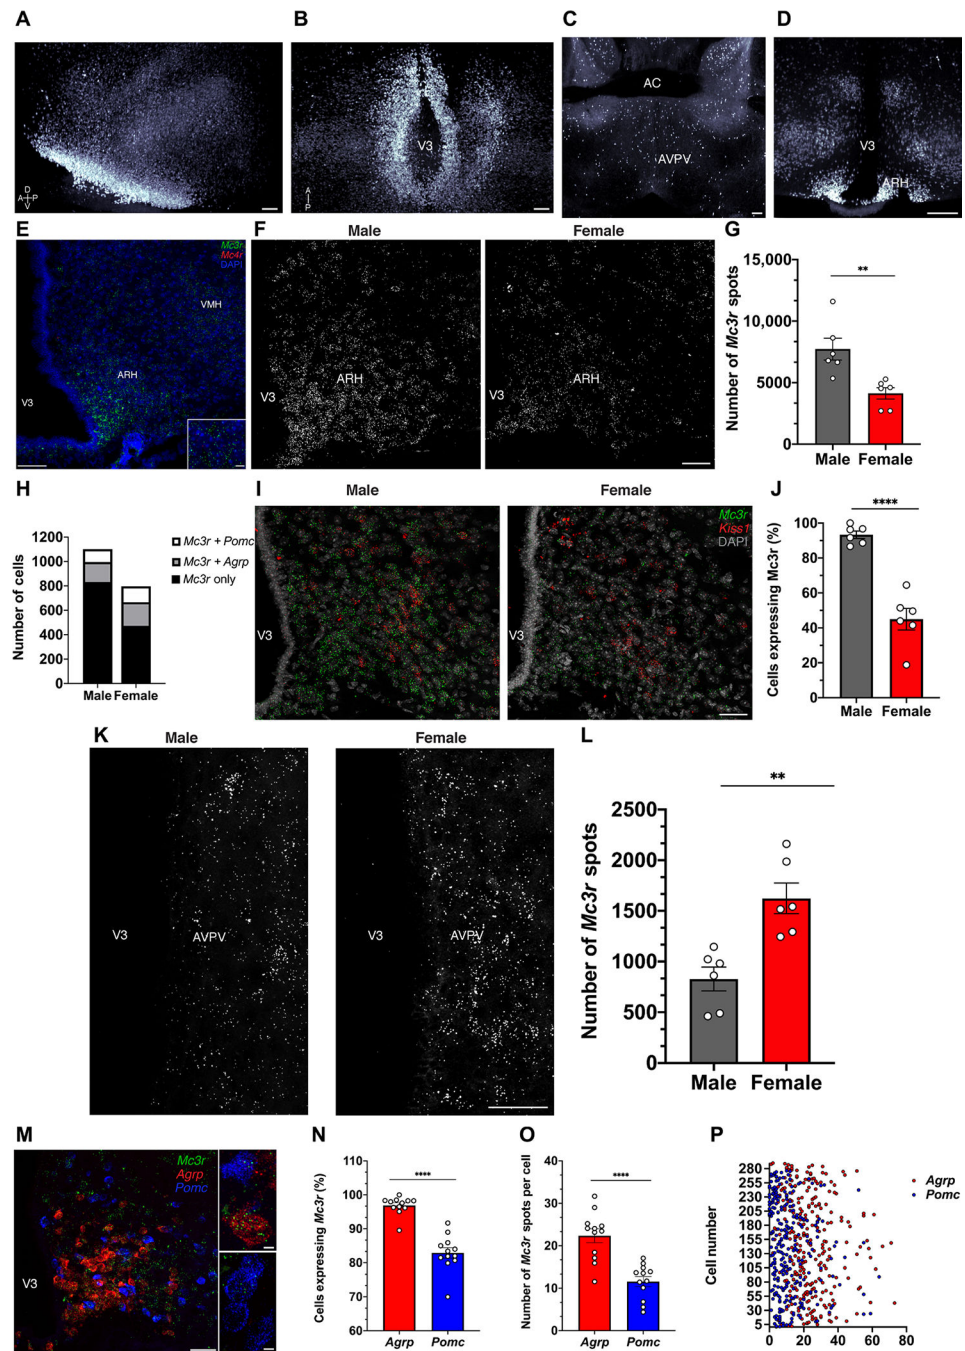 A
B
C
D
D
A P
V
V3
A
P
AC
AVPV
V3
ARH
E
F
Male
Female
G
Mc3r
Mc4r
DAPI
VMH
ARH
V3
ARH
V3
ARH
V3
Number of Mc3r spots
15,000
10,000
5000
0
**
Male Female
H
Number of cells
1200
1000
800
600
400
200
0
Male Female
Mc3r + Pomc
Mc3r + Agrp
Mc3r only
I
Male
Female
Mc3r
Kiss1
DAPI
V3
V3
J
Cells expressing Mc3r (%)
100
80
60
40
20
0
****
Male Female
K
Male
Female
V3
AVPV
V3
AVPV
L
Number of Mc3r spots
2500
2000
1500
1000
500
0
**
Male Female
M
Mc3r
Agrp
Pomc
V3
N
Cells expressing Mc3r (%)
110
100
90
80
70
60
****
Agrp Pomc
O
Number of Mc3r spots per cell
40
30
20
10
0
****
Agrp Pomc
P
Cell number
280
255
230
205
180
155
130
105
80
55
30
5
0 20 40 60 80
Agrp
Pomc